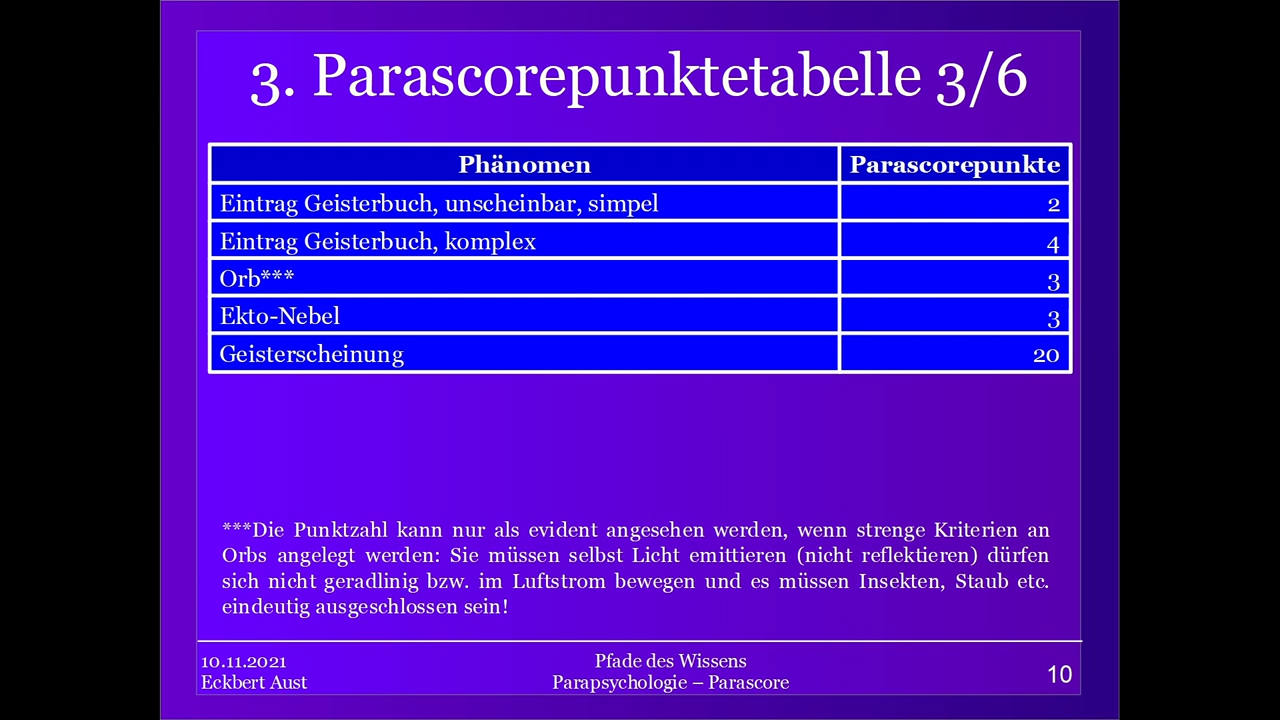 3. Parascorepunktetabelle 3/6
Phänomen Parascorepunkte
Eintrag Geisterbuch, unscheinbar, simpel 2
Eintrag Geisterbuch, komplex 4
Orb*** 3
Ekto-Nebel 3
Geisterscheinung 20
***Die Punktzahl kann nur als evident angesehen werden, wenn strenge Kriterien an
Orbs angelegt werden: Sie müssen selbst Licht emittieren (nicht reflektieren) dürfen
sich nicht geradlinig bzw. im Luftstrom bewegen und es müssen Insekten, Staub etc.
eindeutig ausgeschlossen sein!
10.11.2021
Eckbert Aust
Pfade des Wissens
Parapsychologie – Parascore
10